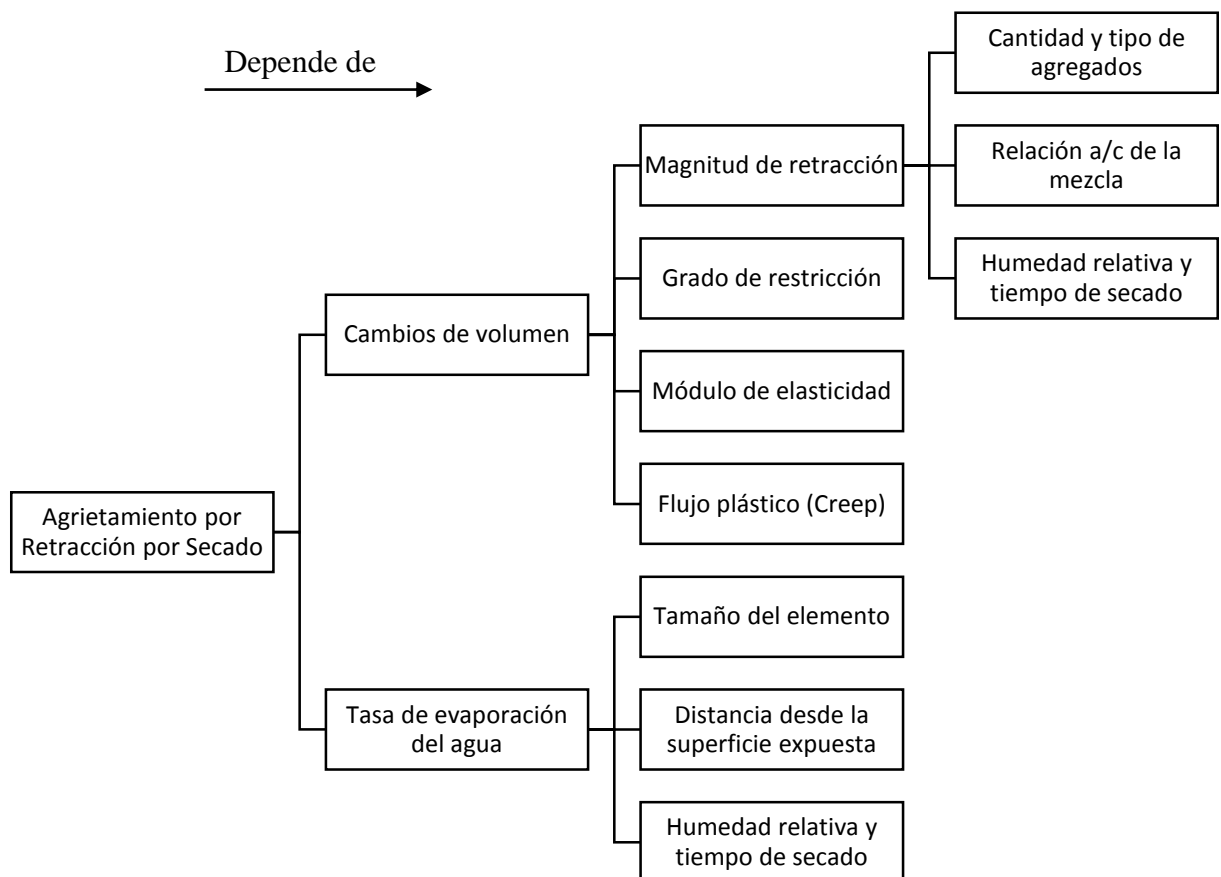 Depende de
Cantidad y tipo de
agregados
Magnitud de retracción
Relación a/c de la
mezcla
Grado de restricción
Humedad relativa y
tiempo de secado
Cambios de volumen
Módulo de elasticidad
Flujo plástico (Creep)
Agrietamiento por
Retracción por Secado
Tamaño del elemento
Tasa de evaporación
del agua
Distancia desde la
superficie expuesta
Humedad relativa y
tiempo de secado